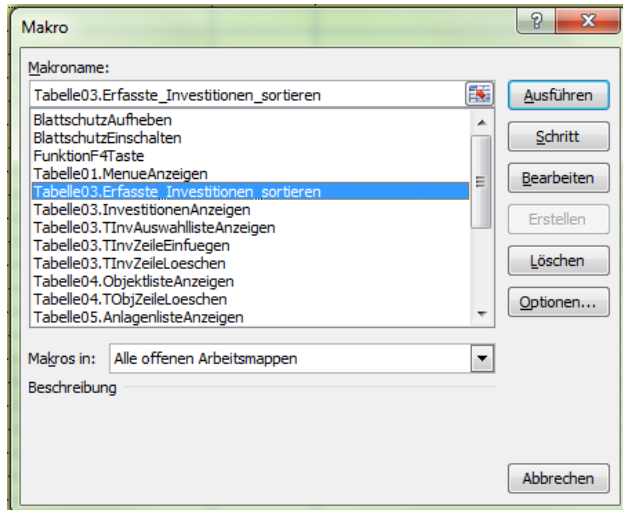 Makro
Makroname:
Tabelle03.Erfasste_Investitionen_sortieren
Ausführen
BlattschutzAufheben
BlattschutzEinschalten
FunktionF4Taste
Tabelle01.MenueAnzeigen
Tabelle03.Erfasste_Investitionen_sortieren
Tabelle03.InvestitionenAnzeigen
Tabelle03.TInvAuswahllisteAnzeigen
Tabelle03.TInvZeileEinfuegen
Tabelle03.TInvZeileLoeschen
Tabelle04.ObjektlisteAnzeigen
Tabelle04.TObjZeileLoeschen
Tabelle05.AnlagenlisteAnzeigen
Schritt
Bearbeiten
Erstellen
Löschen
Optionen...
Makros in: Alle offenen Arbeitsmappen
Beschreibung
Abbrechen